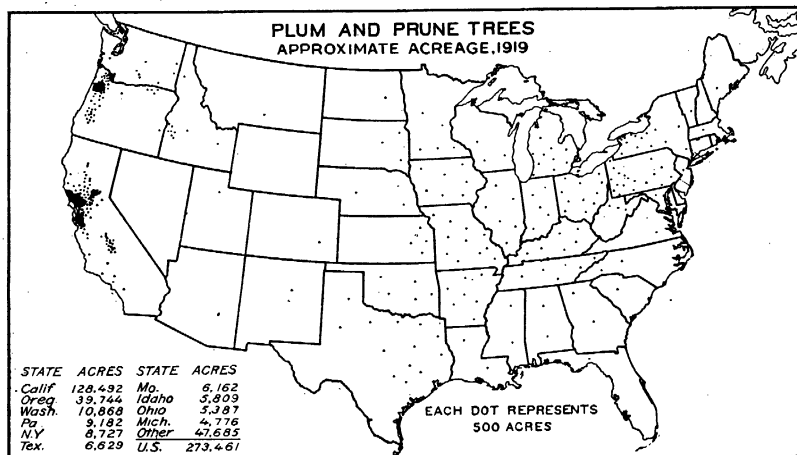 PLUM AND PRUNE TREES
APPROXIMATE ACREAGE, 1919
STATE ACRES STATE ACRES
Calif 128,492 Mo. 6,162
Oreg. 39,744 Idaho 5,809
Wash. 10,868 Ohio 5,387
Pa. 9,182 Mich. 4,776
N.Y 8,727 Other 47,685
Tex. 6,629 U.S. 273,461
EACH DOT REPRESENTS
500 ACRES